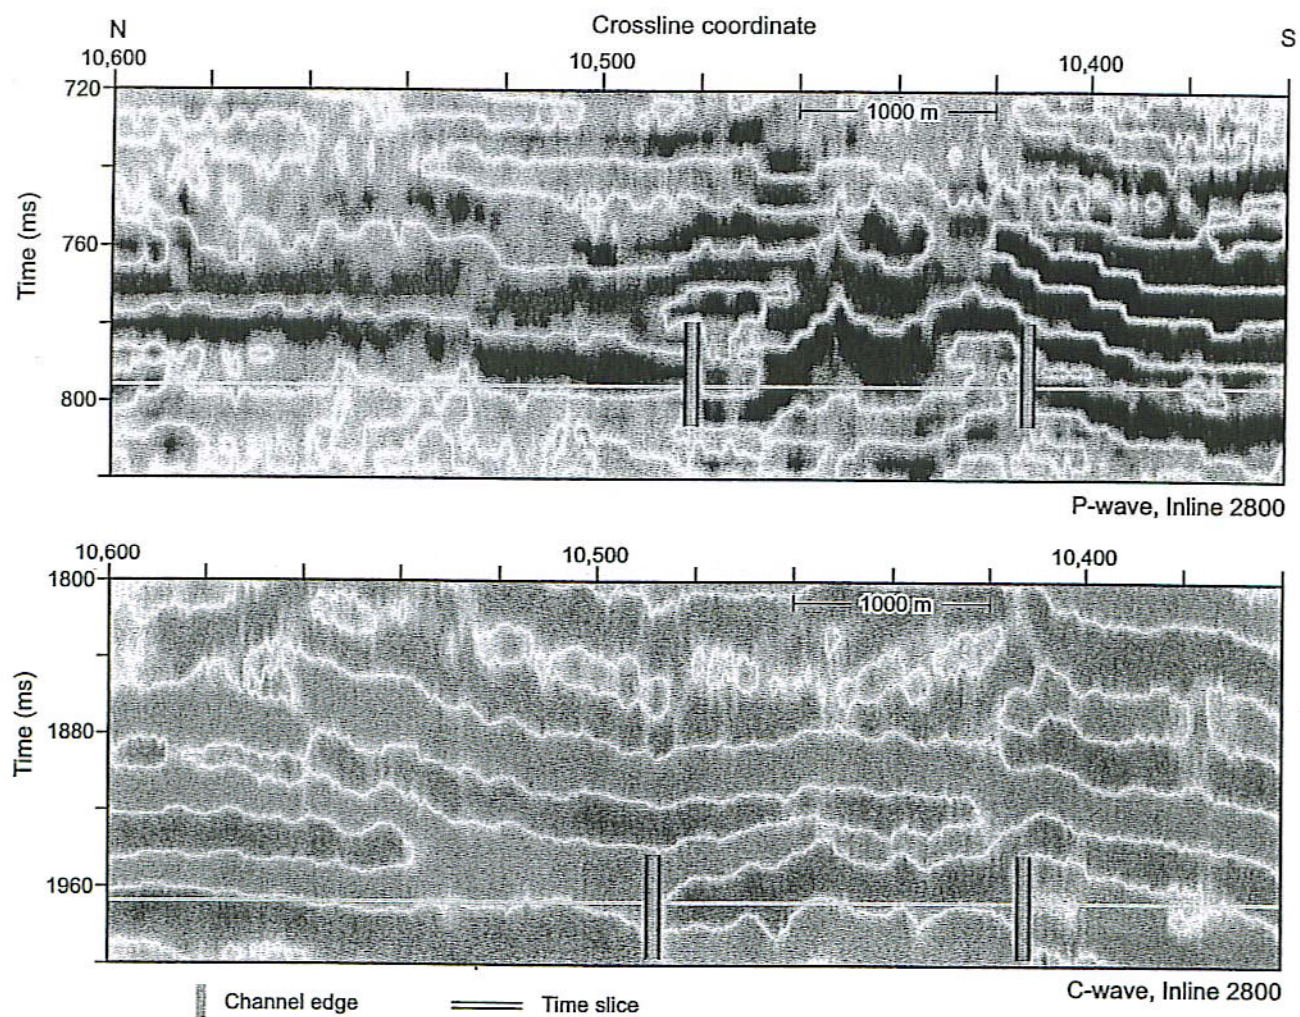 Crossline coordinate
N
S
10,600
10,500
10,400
720
1000 m
760
800
Time (ms)
P-wave, Inline 2800
10,600
10,500
10,400
1800
1000 m
1880
1960
Time (ms)
C-wave, Inline 2800
Channel edge
Time slice